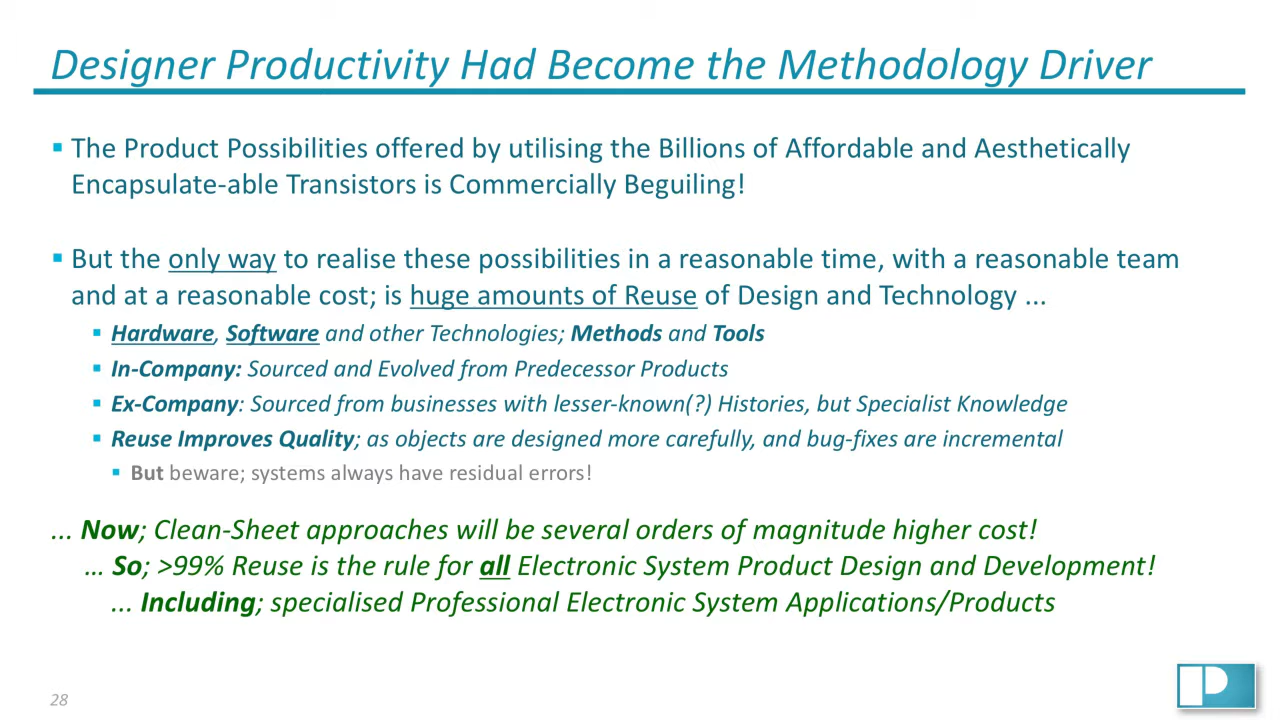 Designer Productivity Had Become the Methodology Driver
▪ The Product Possibilities offered by utilising the Billions of Affordable and Aesthetically
Encapsulate-able Transistors is Commercially Beguiling!
▪ But the only way to realise these possibilities in a reasonable time, with a reasonable team
and at a reasonable cost; is huge amounts of Reuse of Design and Technology ...
▪ Hardware, Software and other Technologies; Methods and Tools
▪ In-Company: Sourced and Evolved from Predecessor Products
▪ Ex-Company: Sourced from businesses with lesser-known(?) Histories, but Specialist Knowledge
▪ Reuse Improves Quality; as objects are designed more carefully, and bug-fixes are incremental
▪ But beware; systems always have residual errors!
... Now; Clean-Sheet approaches will be several orders of magnitude higher cost!
... So; >99% Reuse is the rule for all Electronic System Product Design and Development!
... Including; specialised Professional Electronic System Applications/Products
28
P